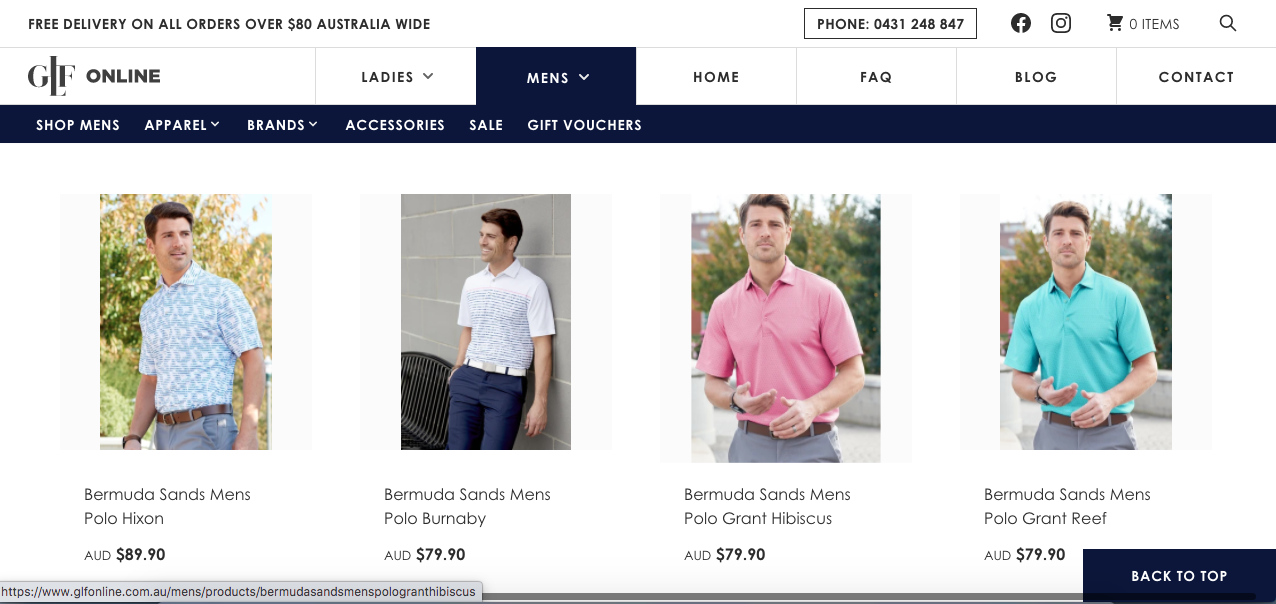 FREE DELIVERY ON ALL ORDERS OVER $80 AUSTRALIA WIDE
PHONE: 0431 248 847
0 ITEMS
GLF ONLINE
LADIES
MENS
HOME
FAQ
BLOG
CONTACT
SHOP MENS
APPAREL
BRANDS
ACCESSORIES
SALE
GIFT VOUCHERS
Bermuda Sands Mens
Polo Hixon
AUD $89.90
Bermuda Sands Mens
Polo Burnaby
AUD $79.90
Bermuda Sands Mens
Polo Grant Hibiscus
AUD $79.90
Bermuda Sands Mens
Polo Grant Reef
AUD $79.90
BACK TO TOP
https://www.glfonline.com.au/mens/products/bermudasandsmenspologranthibiscus